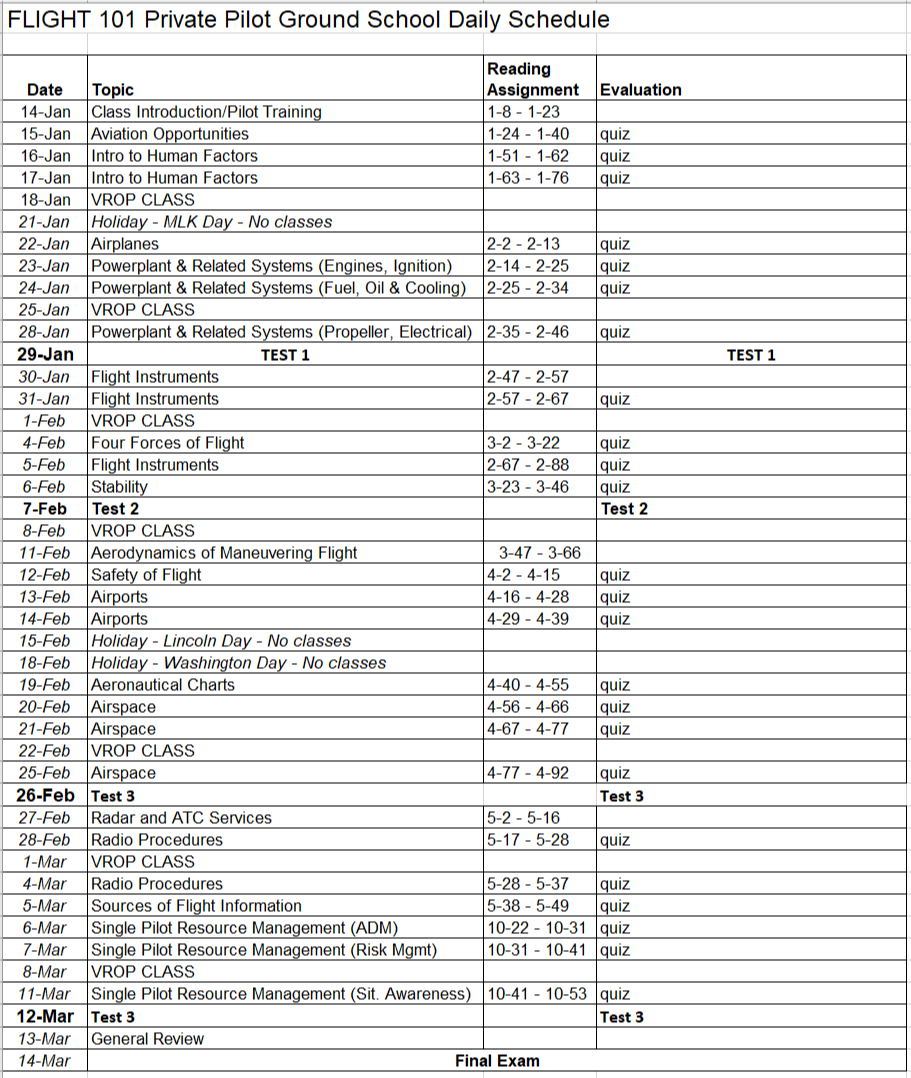 FLIGHT 101 Private Pilot Ground School Daily Schedule
Date Topic Reading Assignment Evaluation
14-Jan Class Introduction/Pilot Training 1-8 - 1-23
15-Jan Aviation Opportunities 1-24 - 1-40 quiz
16-Jan Intro to Human Factors 1-51 - 1-62 quiz
17-Jan Intro to Human Factors 1-63 - 1-76 quiz
18-Jan VROP CLASS
21-Jan Holiday - MLK Day - No classes
22-Jan Airplanes 2-2 - 2-13 quiz
23-Jan Powerplant & Related Systems (Engines, Ignition) 2-14 - 2-25 quiz
24-Jan Powerplant & Related Systems (Fuel, Oil & Cooling) 2-25 - 2-34 quiz
25-Jan VROP CLASS
28-Jan Powerplant & Related Systems (Propeller, Electrical) 2-35 - 2-46 quiz
29-Jan TEST 1 TEST 1
30-Jan Flight Instruments 2-47 - 2-57
31-Jan Flight Instruments 2-57 - 2-67 quiz
1-Feb VROP CLASS
4-Feb Four Forces of Flight 3-2 - 3-22 quiz
5-Feb Flight Instruments 2-67 - 2-88 quiz
6-Feb Stability 3-23 - 3-46 quiz
7-Feb Test 2 Test 2
8-Feb VROP CLASS
11-Feb Aerodynamics of Maneuvering Flight 3-47 - 3-66
12-Feb Safety of Flight 4-2 - 4-15 quiz
13-Feb Airports 4-16 - 4-28 quiz
14-Feb Airports 4-29 - 4-39 quiz
15-Feb Holiday - Lincoln Day - No classes
18-Feb Holiday - Washington Day - No classes
19-Feb Aeronautical Charts 4-40 - 4-55 quiz
20-Feb Airspace 4-56 - 4-66 quiz
21-Feb Airspace 4-67 - 4-77 quiz
22-Feb VROP CLASS
25-Feb Airspace 4-77 - 4-92 quiz
26-Feb Test 3 Test 3
27-Feb Radar and ATC Services 5-2 - 5-16
28-Feb Radio Procedures 5-17 - 5-28 quiz
1-Mar VROP CLASS
4-Mar Radio Procedures 5-28 - 5-37 quiz
5-Mar Sources of Flight Information 5-38 - 5-49 quiz
6-Mar Single Pilot Resource Management (ADM) 10-22 - 10-31 quiz
7-Mar Single Pilot Resource Management (Risk Mgmt) 10-31 - 10-41 quiz
8-Mar VROP CLASS
11-Mar Single Pilot Resource Management (Sit. Awareness) 10-41 - 10-53 quiz
12-Mar Test 3 Test 3
13-Mar General Review
14-Mar Final Exam